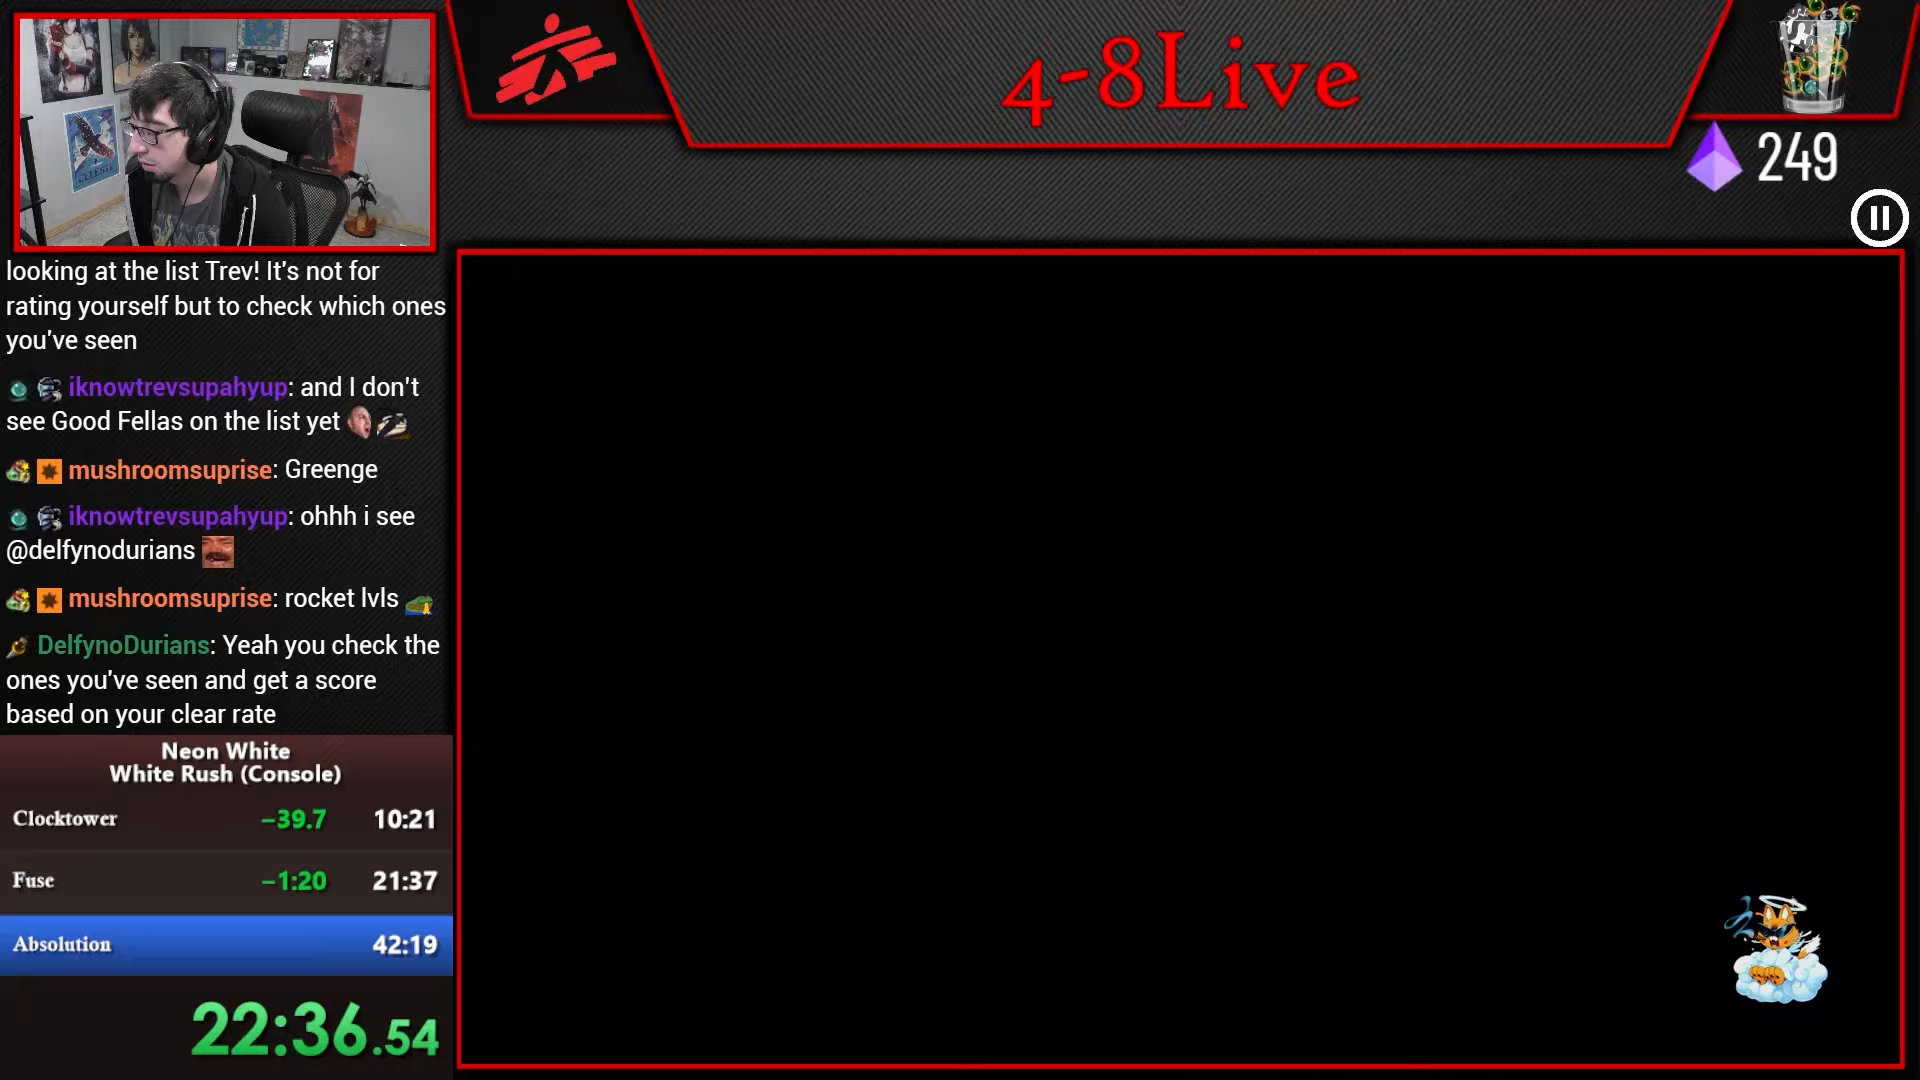 4-8Live
249
looking at the list Trev! It's not for
rating yourself but to check which ones
you've seen
iknowtrevsupahyup: and I don't
see Good Fellas on the list yet
mushroomsuprise: Greenge
iknowtrevsupahyup: ohhh i see
@delfynodurians
mushroomsuprise: rocket lvls
DelfynoDurians: Yeah you check the
ones you've seen and get a score
based on your clear rate
Neon White
White Rush (Console)
Clocktower −39.7 10:21
Fuse −1:20 21:37
Absolution 42:19
22:36.54
CELESTE